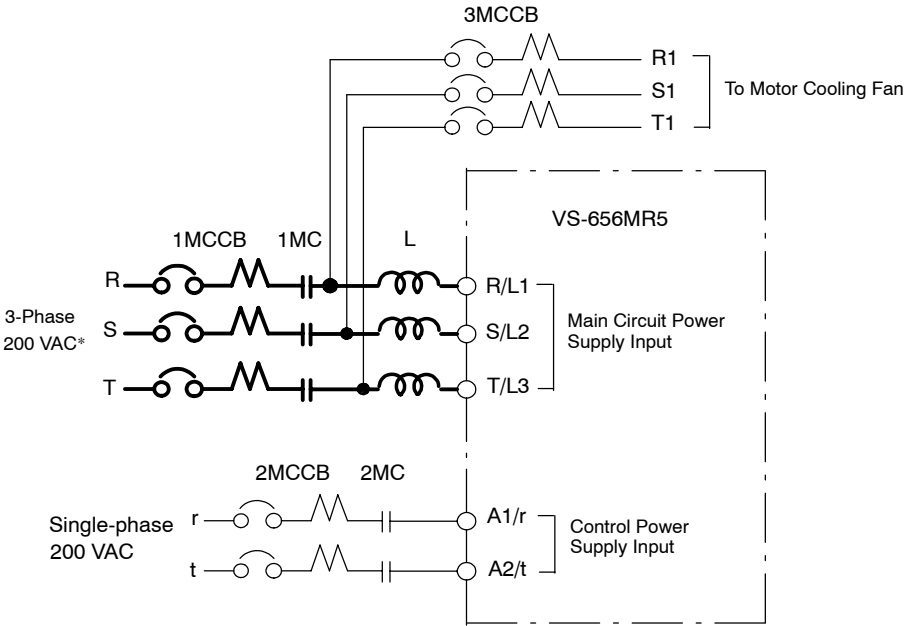 3MCCB
R1
S1
T1
To Motor Cooling Fan
VS-656MR5
1MCCB
1MC
L
R
S
T
3-Phase
200 VAC*
R/L1
S/L2
T/L3
Main Circuit Power
Supply Input
2MCCB
2MC
Single-phase
200 VAC
r
t
A1/r
A2/t
Control Power
Supply Input